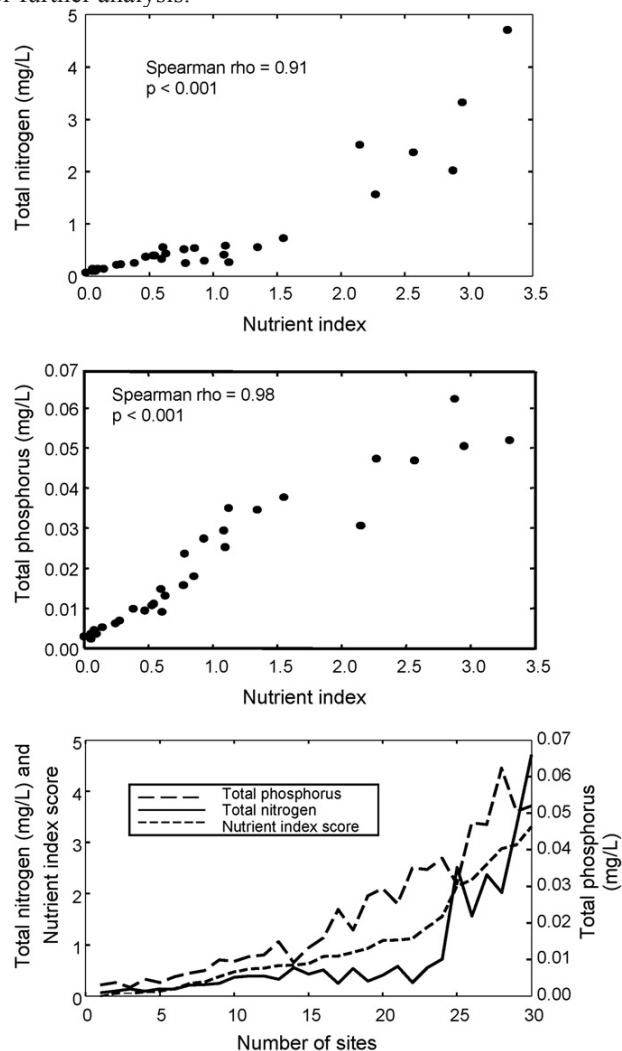 er further analysis.
Total nitrogen (mg/L)
5
4
3
2
1
0
Spearman rho = 0.91
p < 0.001
0.0 0.5 1.0 1.5 2.0 2.5 3.0 3.5
Nutrient index
Total phosphorus (mg/L)
0.07
0.06
0.05
0.04
0.03
0.02
0.01
0.00
Spearman rho = 0.98
p < 0.001
0.0 0.5 1.0 1.5 2.0 2.5 3.0 3.5
Nutrient index
Total nitrogen (mg/L) and
Nutrient index score
5
4
3
2
1
0
Total phosphorus
Total nitrogen
Nutrient index score
0.07
0.06
0.05
0.04
0.03
0.02
0.01
0.00
Total phosphorus
(mg/L)
0 5 10 15 20 25 30
Number of sites